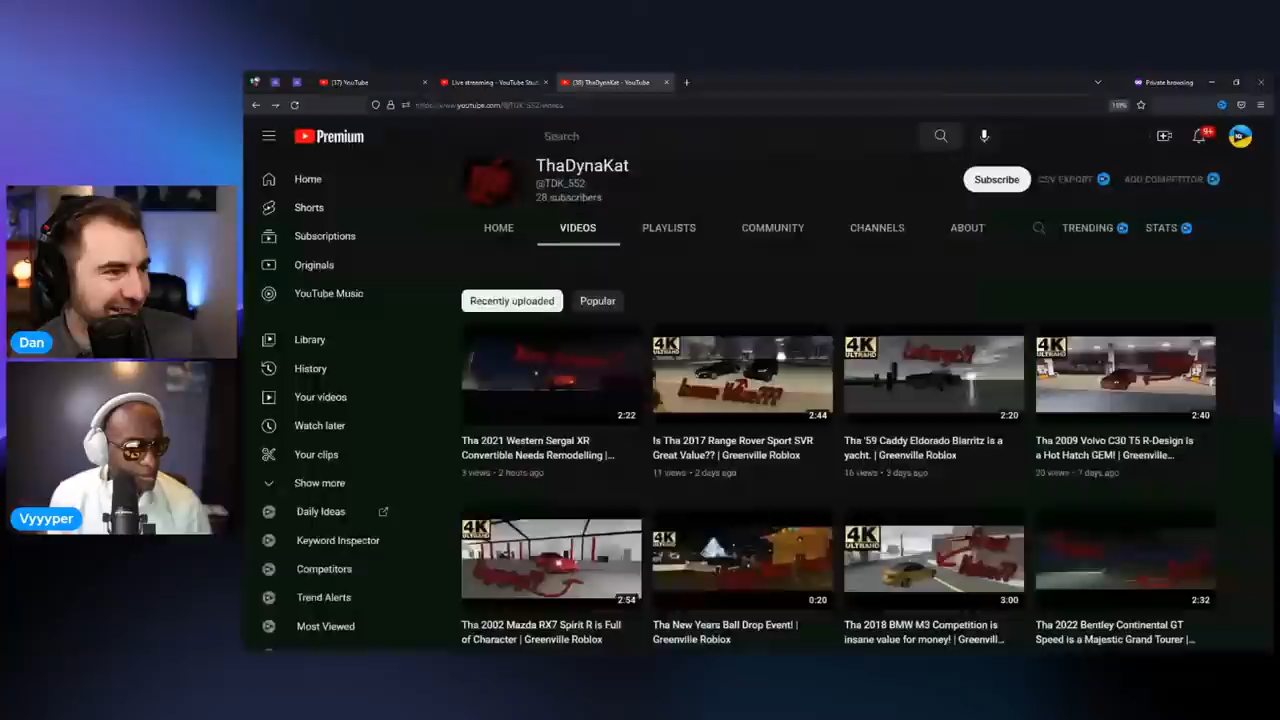 (37) YouTube
Live streaming - YouTube Stud
(38) ThaDynaKat - YouTube
Private browsing
Premium
Search
9+
ThaDynaKat
@TDK_552
28 subscribers
Subscribe
CSV EXPORT
ADD COMPETITOR
HOME
VIDEOS
PLAYLISTS
COMMUNITY
CHANNELS
ABOUT
TRENDING
STATS
Recently uploaded
Popular
Home
Shorts
Subscriptions
Originals
YouTube Music
Library
History
Your videos
Watch later
Your clips
Show more
Daily Ideas
Keyword Inspector
Competitors
Trend Alerts
Most Viewed
Dan
Vyyyper
2:22
Tha 2021 Western Sergal XR
Convertible Needs Remodelling |...
3 views • 2 hours ago
4K
ULTRAHD
2:44
Is Tha 2017 Range Rover Sport SVR
Great Value?? | Greenville Roblox
11 views • 2 days ago
4K
ULTRAHD
2:20
Tha '59 Caddy Eldorado Biarritz is a
yacht. | Greenville Roblox
16 views • 3 days ago
4K
ULTRAHD
2:40
Tha 2009 Volvo C30 T5 R-Design is
a Hot Hatch GEM! | Greenville...
20 views • 7 days ago
4K
ULTRAHD
2:54
Tha 2002 Mazda RX7 Spirit R is Full
of Character | Greenville Roblox
4K
ULTRAHD
0:20
Tha New Years Ball Drop Event! |
Greenville Roblox
4K
ULTRAHD
3:00
Tha 2018 BMW M3 Competition is
insane value for money! | Greenvill...
2:32
Tha 2022 Bentley Continental GT
Speed is a Majestic Grand Tourer |...